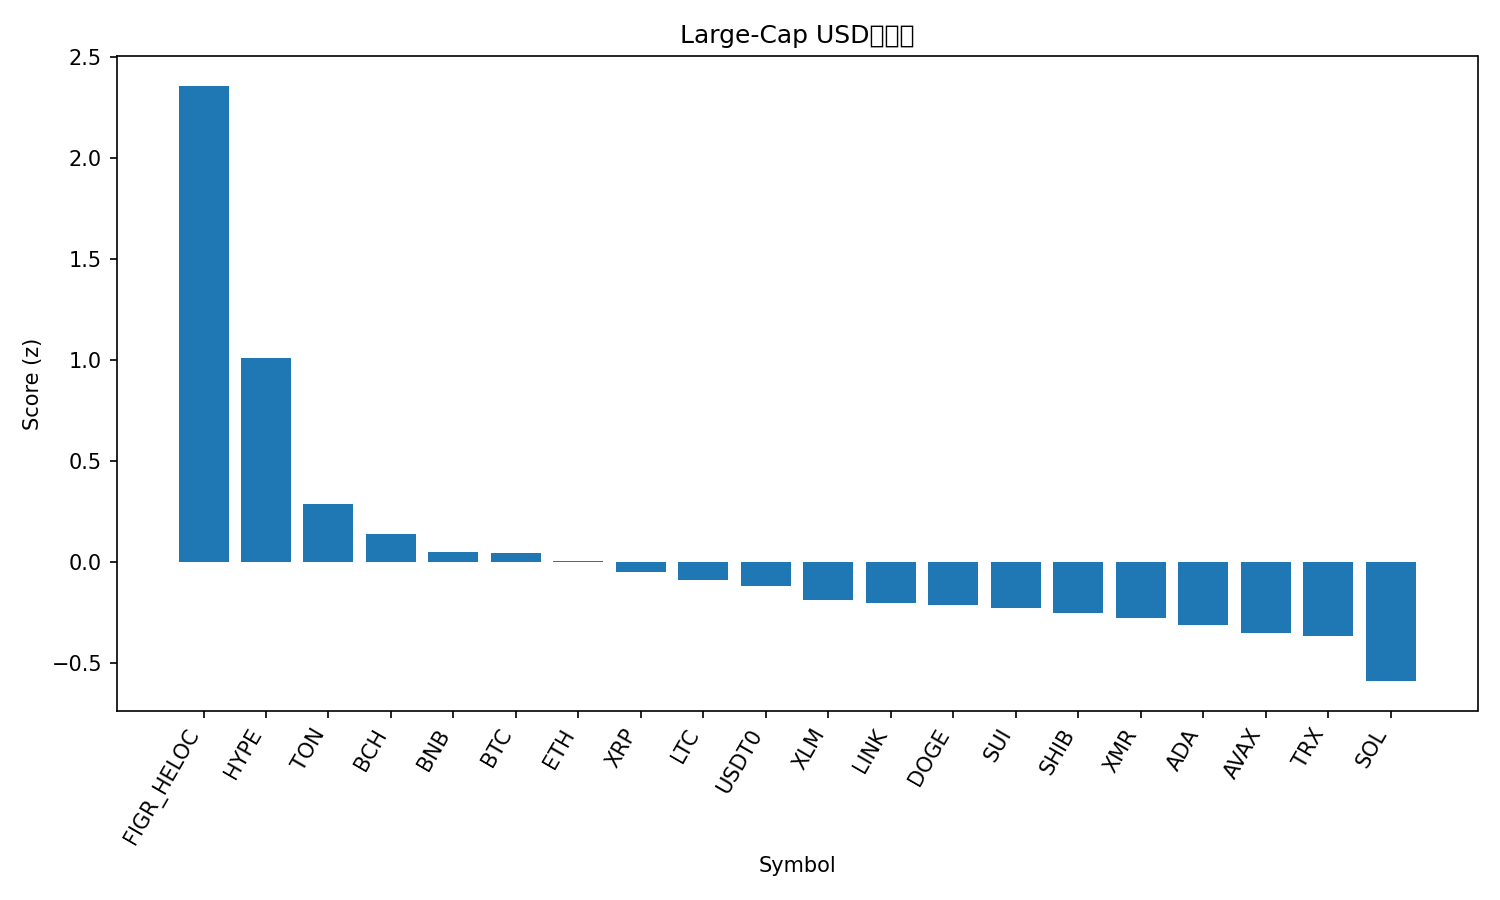 Large-Cap USD
2.5
2.0
1.5
1.0
0.5
0.0
−0.5
Score (z)
FIGR_HELOC
HYPE
TON
BCH
BNB
BTC
ETH
XRP
LTC
USDT0
XLM
LINK
DOGE
SUI
SHIB
XMR
ADA
AVAX
TRX
SOL
Symbol